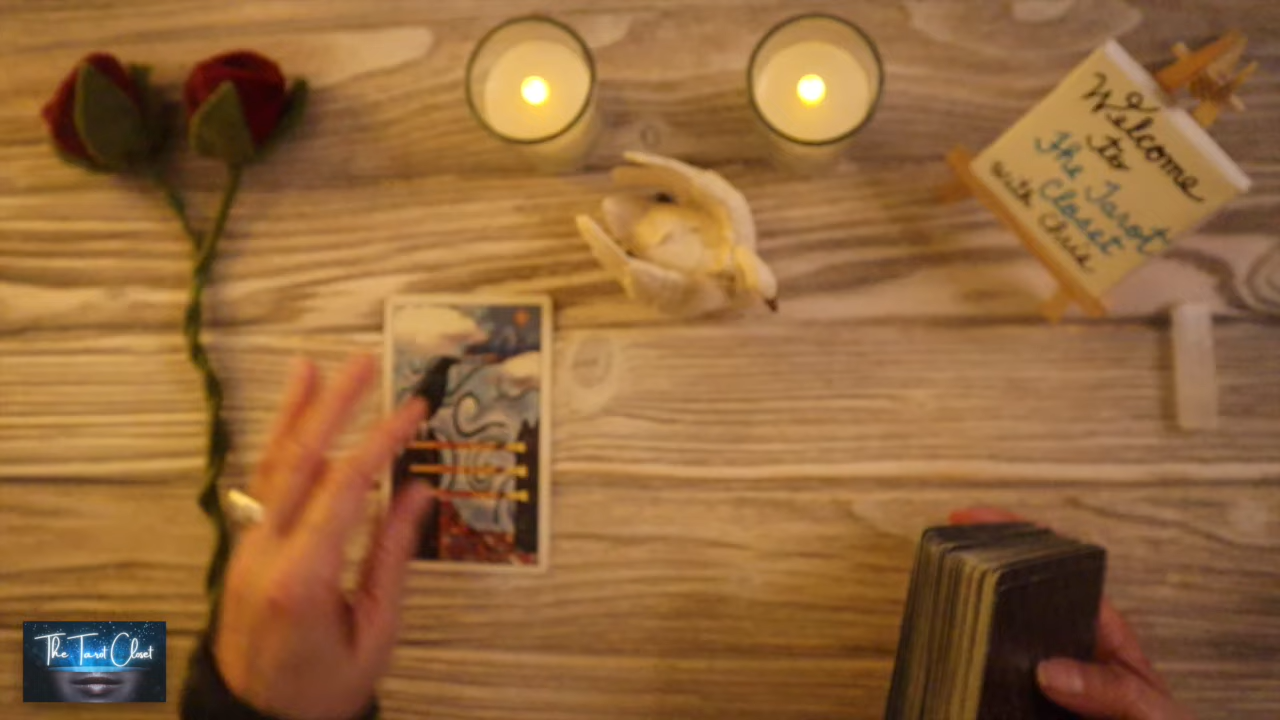 Welcome
to
The Tarot
Closet
with Chris
The Tarot Closet